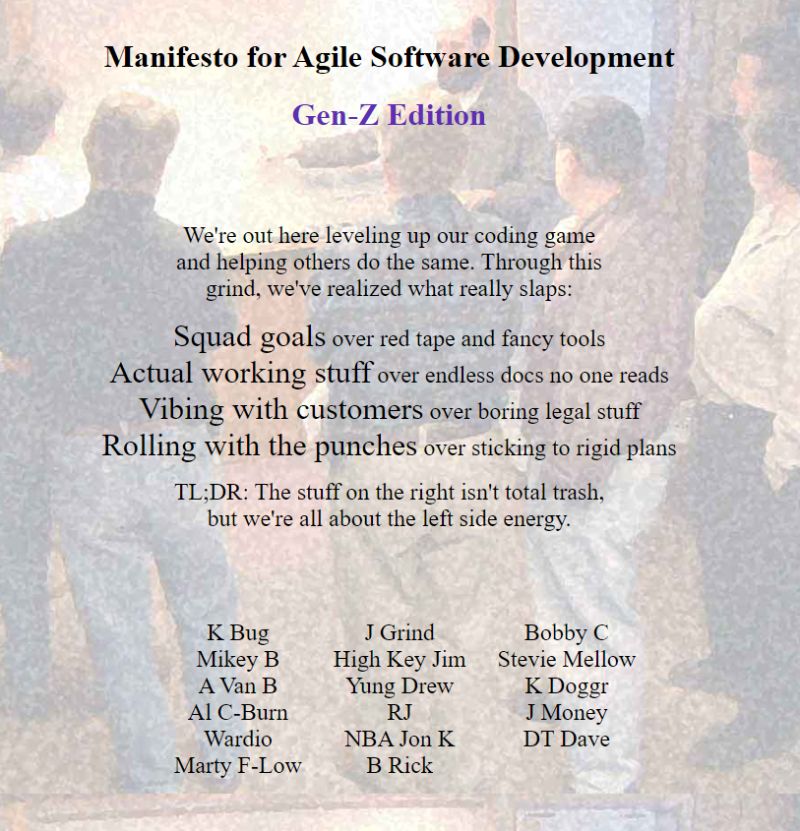 Manifesto for Agile Software Development
Gen-Z Edition
We're out here leveling up our coding game
and helping others do the same. Through this
grind, we've realized what really slaps:
Squad goals over red tape and fancy tools
Actual working stuff over endless docs no one reads
Vibing with customers over boring legal stuff
Rolling with the punches over sticking to rigid plans
TL;DR: The stuff on the right isn't total trash,
but we're all about the left side energy.
K Bug
Mikey B
A Van B
Al C-Burn
Wardio
Marty F-Low
J Grind
High Key Jim
Yung Drew
RJ
NBA Jon K
B Rick
Bobby C
Stevie Mellow
K Doggr
J Money
DT Dave